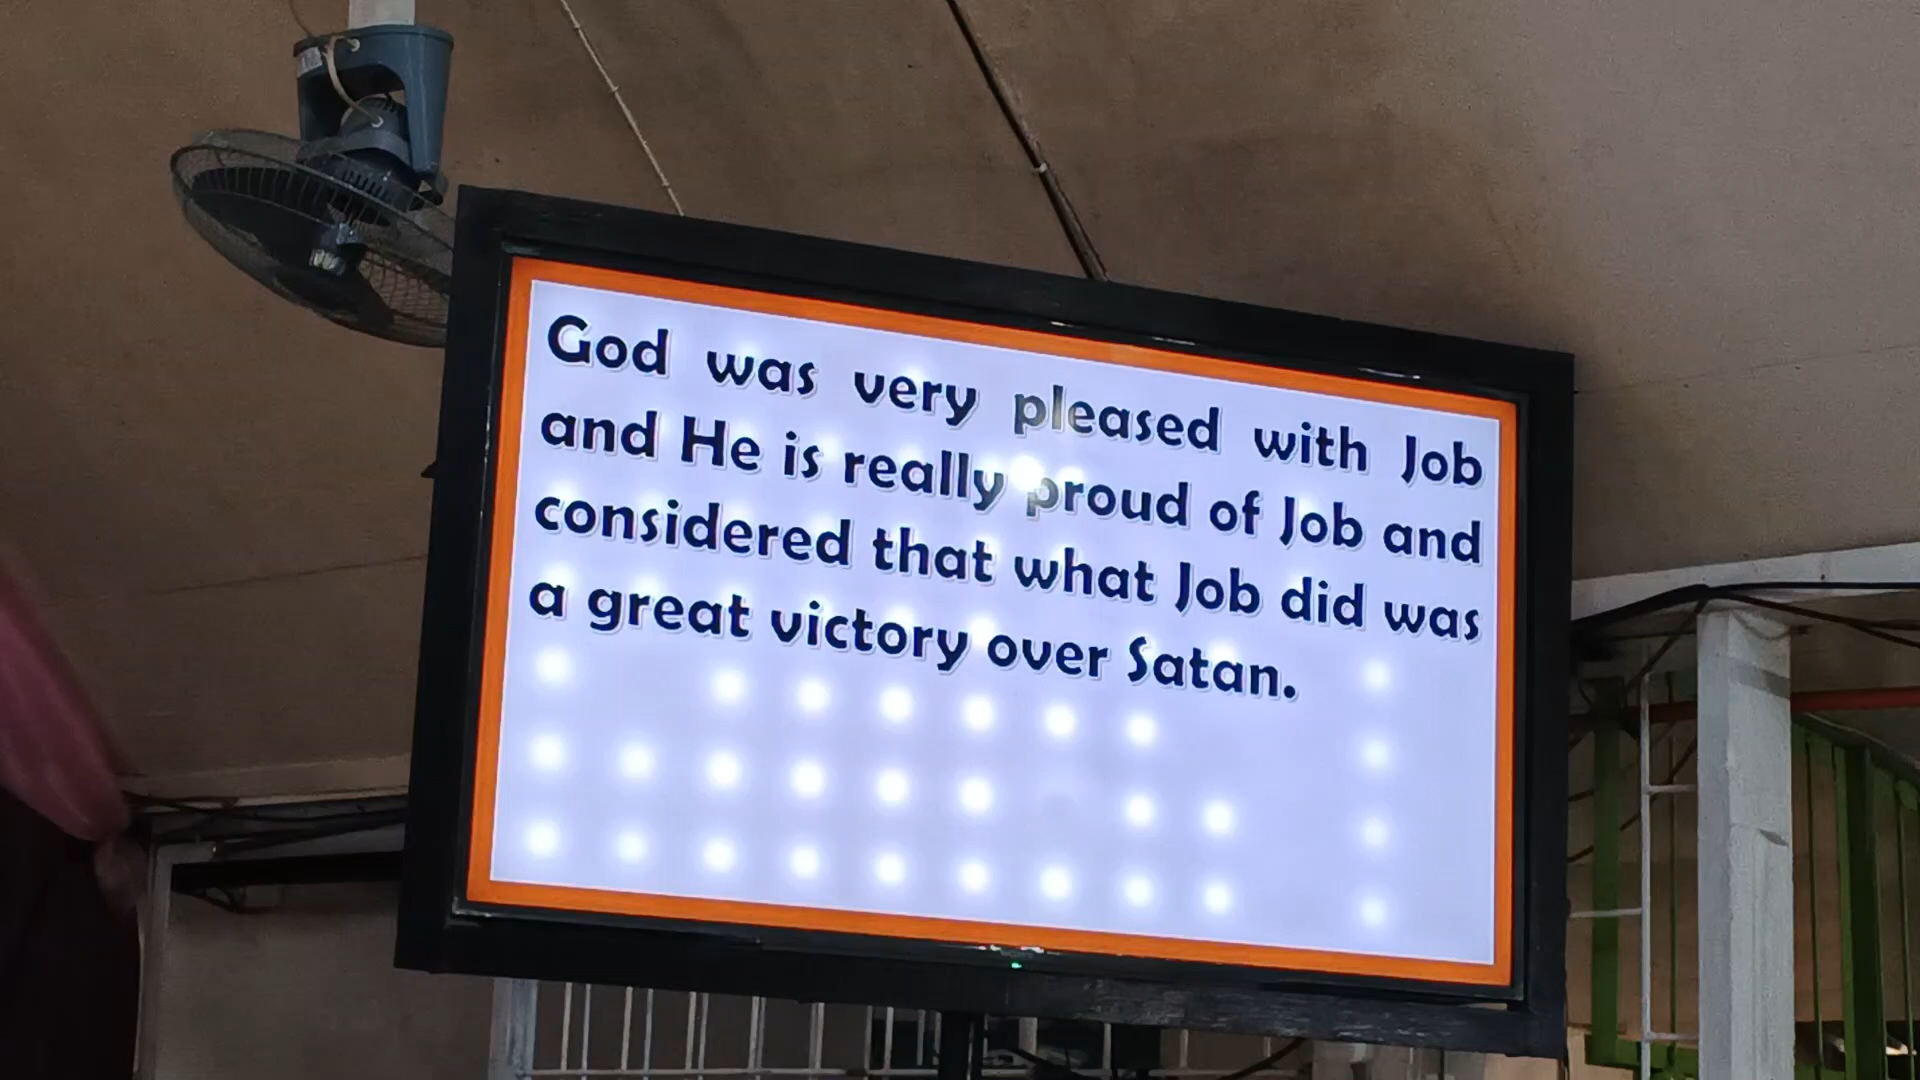 God was very pleased with Job
and He is really proud of Job and
considered that what Job did was
a great victory over Satan.